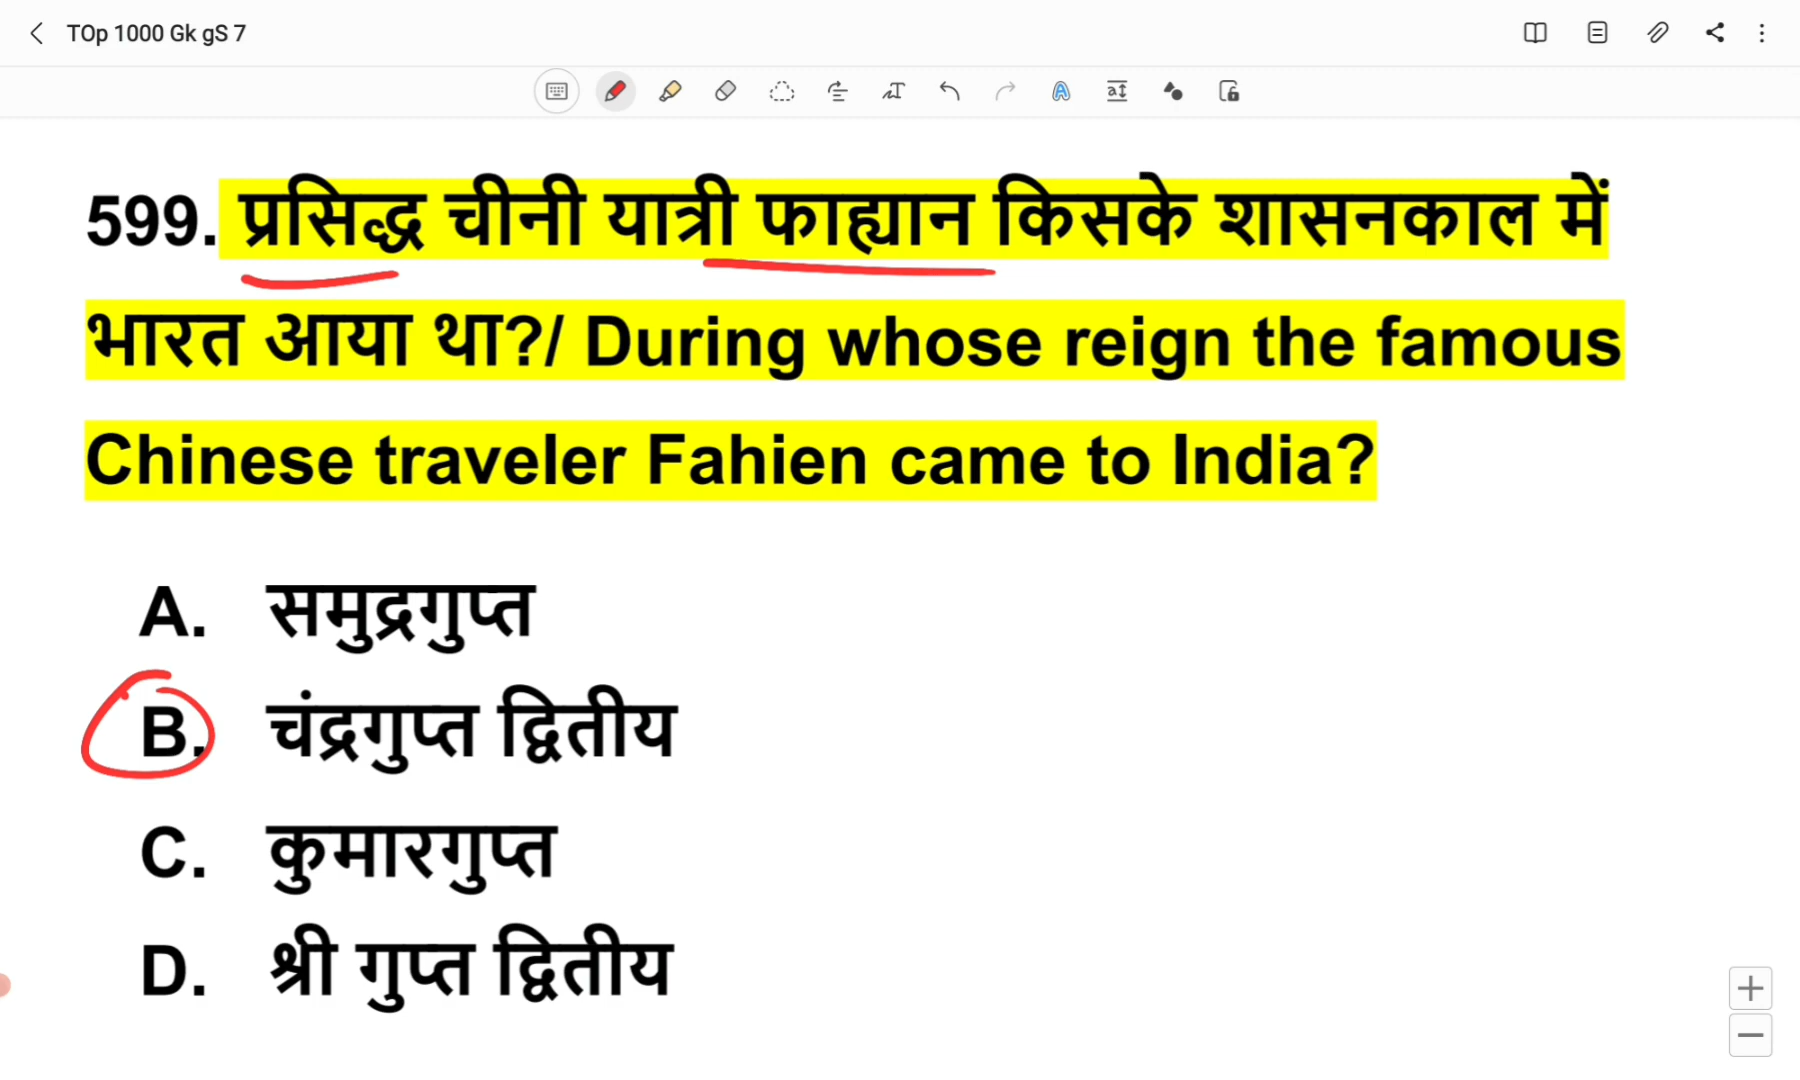 TOp 1000 Gk gS 7
599. प्रसिद्ध चीनी यात्री फाह्यान किसके शासनकाल में
भारत आया था?/ During whose reign the famous
Chinese traveler Fahien came to India?
A. समुद्रगुप्त
B. चंद्रगुप्त द्वितीय
C. कुमारगुप्त
D. श्री गुप्त द्वितीय